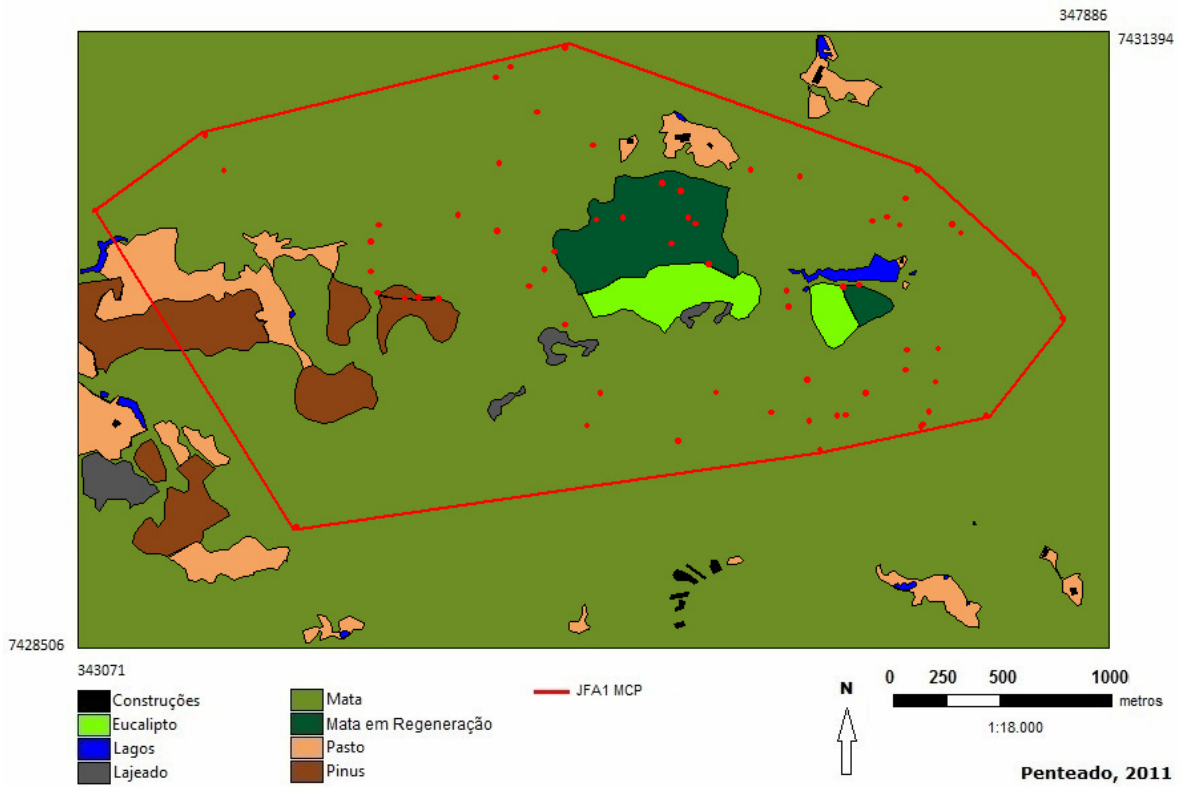 347886
7431394
7428506
343071
Construções
Eucalipto
Lagos
Lajeado
Mata
Mata em Regeneração
Pasto
Pinus
JFA1 MCP
N
0 250 500 1000
metros
1:18.000
Penteado, 2011